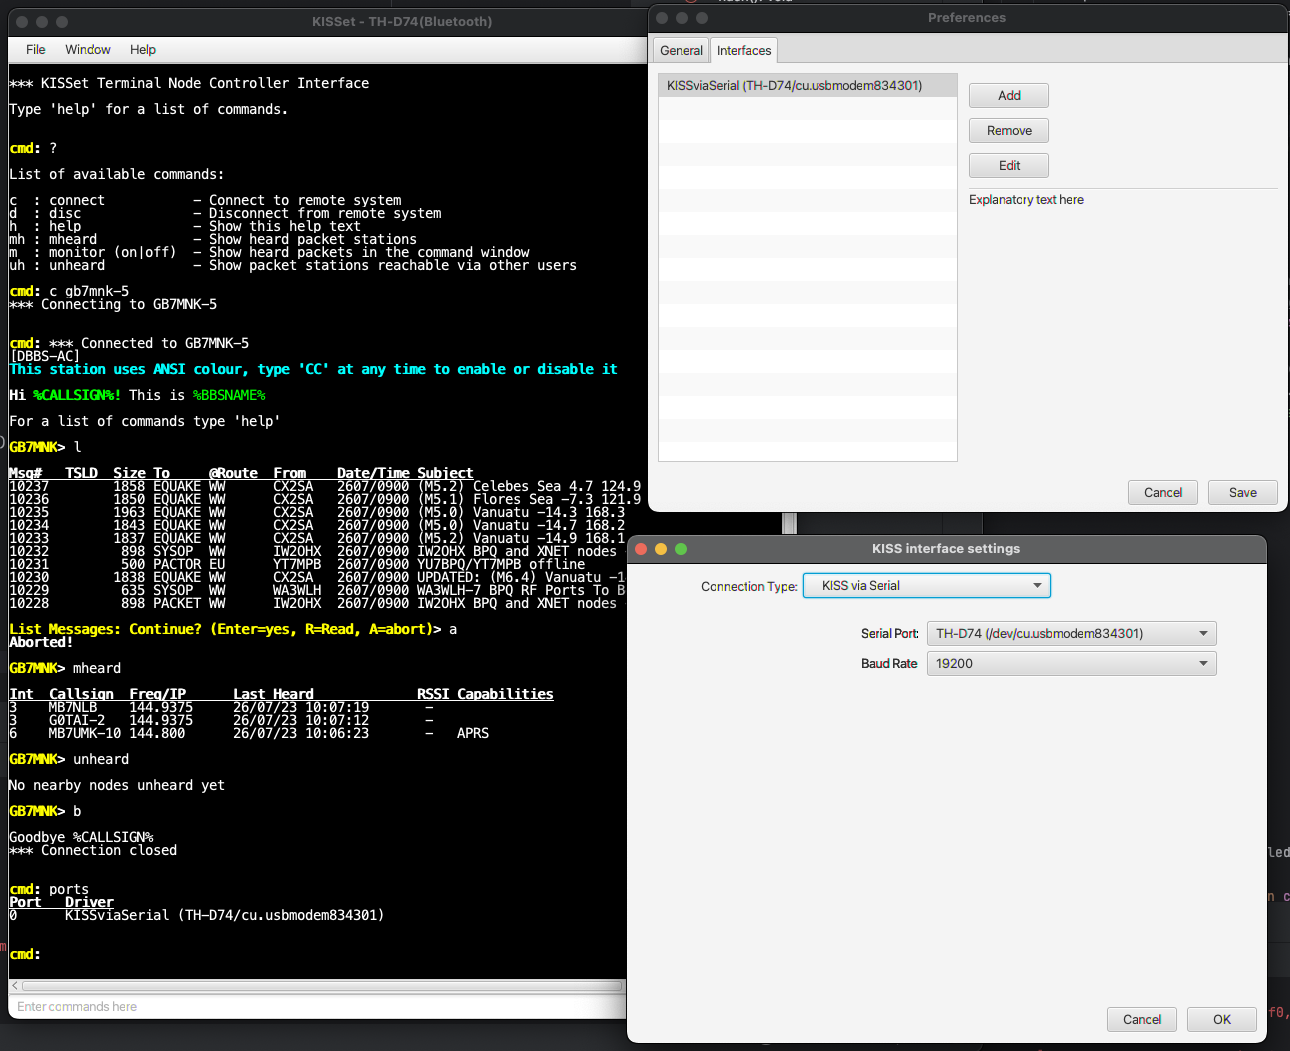 KISSet - TH-D74(Bluetooth)
File Window Help
*** KISSet Terminal Node Controller Interface
Type 'help' for a list of commands.
cmd: ?
List of available commands:
c : connect - Connect to remote system
d : disc - Disconnect from remote system
h : help - Show this help text
mh : mheard - Show heard packet stations
m : monitor (on|off) - Show heard packets in the command window
uh : unheard - Show packet stations reachable via other users
cmd: c gb7mnk-5
*** Connecting to GB7MNK-5
cmd: *** Connected to GB7MNK-5
[DBBS-AC]
This station uses ANSI colour, type 'CC' at any time to enable or disable it
Hi %CALLSIGN%! This is %BBSNAME%
For a list of commands type 'help'
GB7MNK> l
Msg# TSLD Size To @Route From Date/Time Subject
10237 1858 EQUAKE WW CX2SA 2607/0900 (M5.2) Celebes Sea 4.7 124.9
10236 1850 EQUAKE WW CX2SA 2607/0900 (M5.1) Flores Sea -7.3 121.9
10235 1963 EQUAKE WW CX2SA 2607/0900 (M5.0) Vanuatu -14.3 168.3
10234 1843 EQUAKE WW CX2SA 2607/0900 (M5.0) Vanuatu -14.7 168.2
10233 1837 EQUAKE WW CX2SA 2607/0900 (M5.2) Vanuatu -14.9 168.1
10232 898 SYSOP WW IW2OHX 2607/0900 IW2OHX BPQ and XNET nodes
10231 500 PACTOR EU YT7MPB 2607/0900 YU7BPQ/YT7MPB offline
10230 1838 EQUAKE WW CX2SA 2607/0900 UPDATED: (M6.4) Vanuatu -1
10229 635 SYSOP WW WA3WLH 2607/0900 WA3WLH-7 BPQ RF Ports To B
10228 898 PACKET WW IW2OHX 2607/0900 IW2OHX BPQ and XNET nodes
List Messages: Continue? (Enter=yes, R=Read, A=abort)> a
Aborted!
GB7MNK> mheard
Int Callsign Freq/IP Last Heard RSSI Capabilities
3 MB7NLB 144.9375 26/07/23 10:07:19 -
3 G0TAI-2 144.9375 26/07/23 10:07:12 -
6 MB7UMK-10 144.800 26/07/23 10:06:23 - APRS
GB7MNK> unheard
No nearby nodes unheard yet
GB7MNK> b
Goodbye %CALLSIGN%
*** Connection closed
cmd: ports
Port Driver
0 KISSviaSerial (TH-D74/cu.usbmodem834301)
cmd:
Enter commands here
Preferences
General Interfaces
KISSviaSerial (TH-D74/cu.usbmodem834301)
Add
Remove
Edit
Explanatory text here
Cancel Save
KISS interface settings
Connection Type: KISS via Serial
Serial Port: TH-D74 (/dev/cu.usbmodem834301)
Baud Rate 19200
Cancel OK